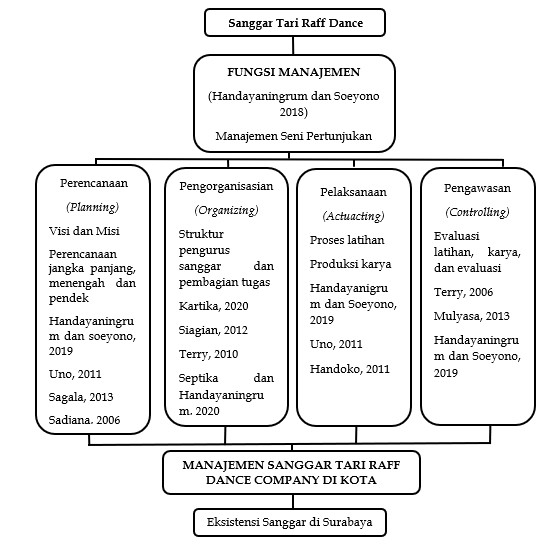 Sanggar Tari Raff Dance
FUNGSI MANAJEMEN
(Handayaningrum dan Soeyono
2018)
Manajemen Seni Pertunjukan
Perencanaan
(Planning)
Visi dan Misi
Perencanaan
jangka panjang,
menengah dan
pendek
Handayaningru
m dan soeyono,
2019
Uno, 2011
Sagala, 2013
Sadiana. 2006
Pengorganisasian
(Organizing)
Struktur
pengurus
sanggar dan
pembagian tugas
Kartika, 2020
Siagian, 2012
Terry, 2010
Septika dan
Handayaningru
m. 2020
Pelaksanaan
(Actuacting)
Proses latihan
Produksi karya
Handayanigru
m dan Soeyono,
2019
Uno, 2011
Handoko, 2011
Pengawasan
(Controlling)
Evaluasi
latihan, karya,
dan evaluasi
Terry, 2006
Mulyasa, 2013
Handayaningru
m dan Soeyono,
2019
MANAJEMEN SANGGAR TARI RAFF
DANCE COMPANY DI KOTA
Eksistensi Sanggar di Surabaya